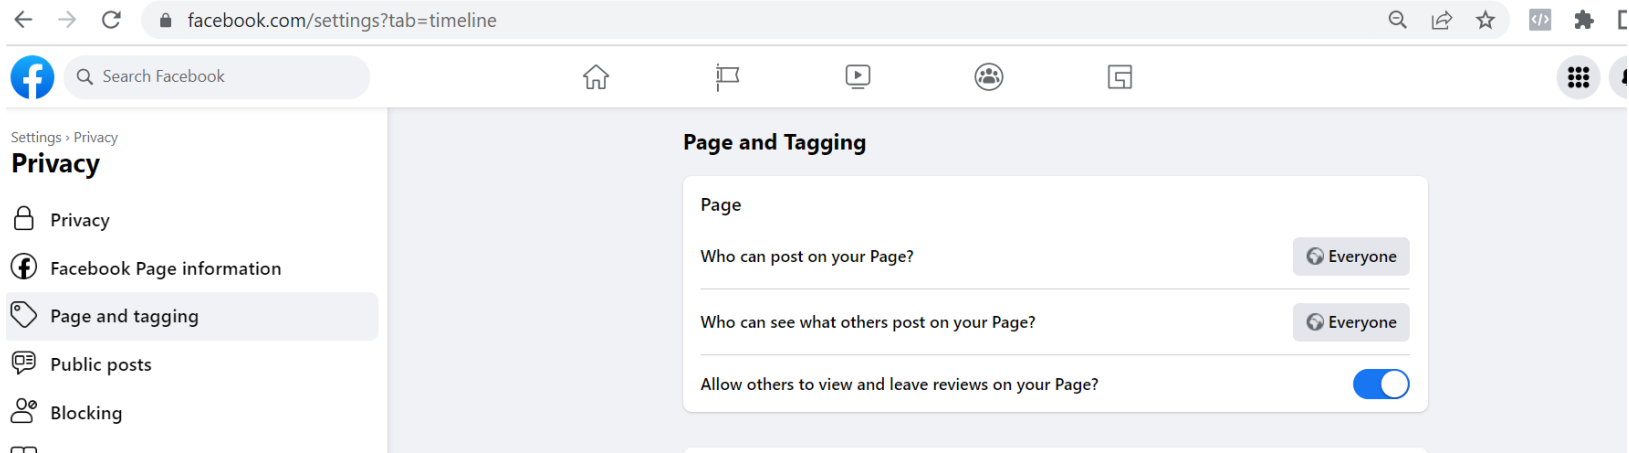 facebook.com/settings?tab=timeline
Search Facebook
Settings › Privacy
Privacy
Privacy
Facebook Page information
Page and tagging
Public posts
Blocking
Page and Tagging
Page
Who can post on your Page?
Everyone
Who can see what others post on your Page?
Everyone
Allow others to view and leave reviews on your Page?